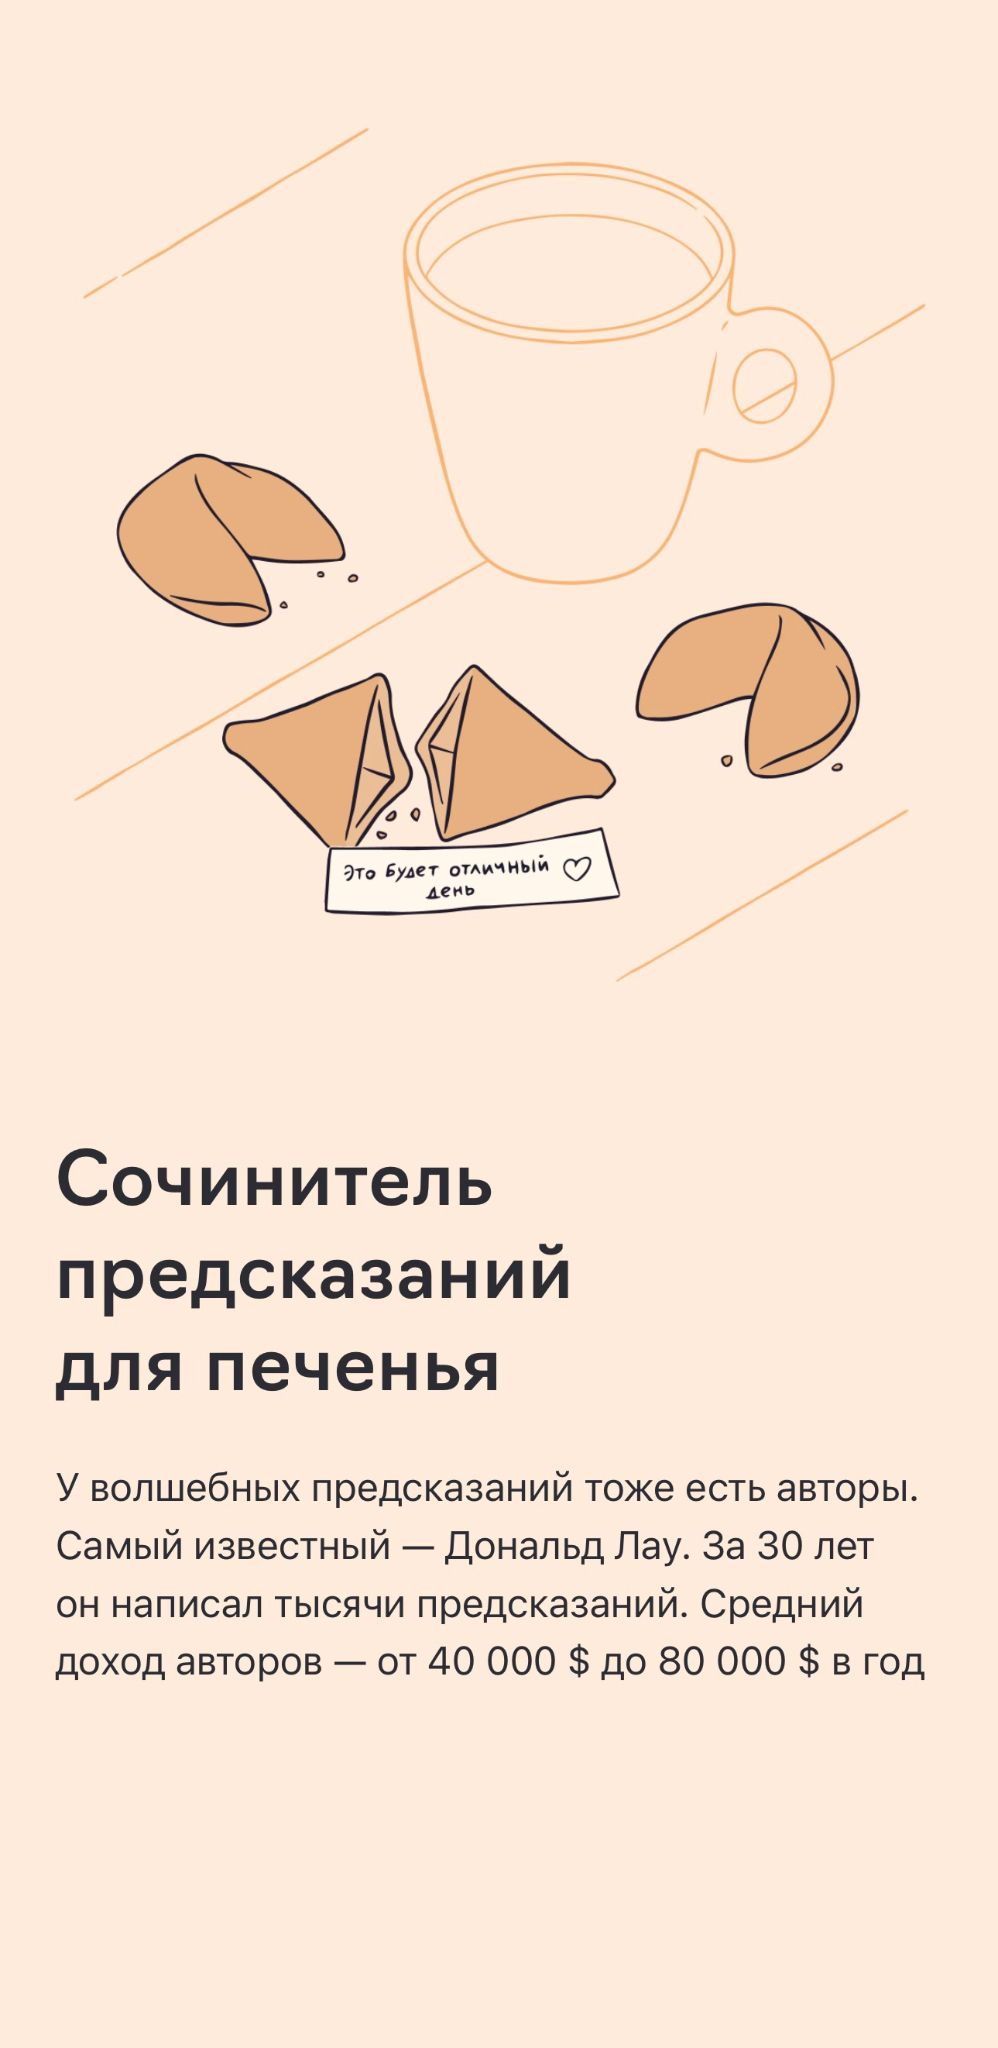 Это будет отличный
день
Сочинитель
предсказаний
для печенья
У волшебных предсказаний тоже есть авторы.
Самый известный — Дональд Лау. За 30 лет
он написал тысячи предсказаний. Средний
доход авторов — от 40 000 $ до 80 000 $ в год